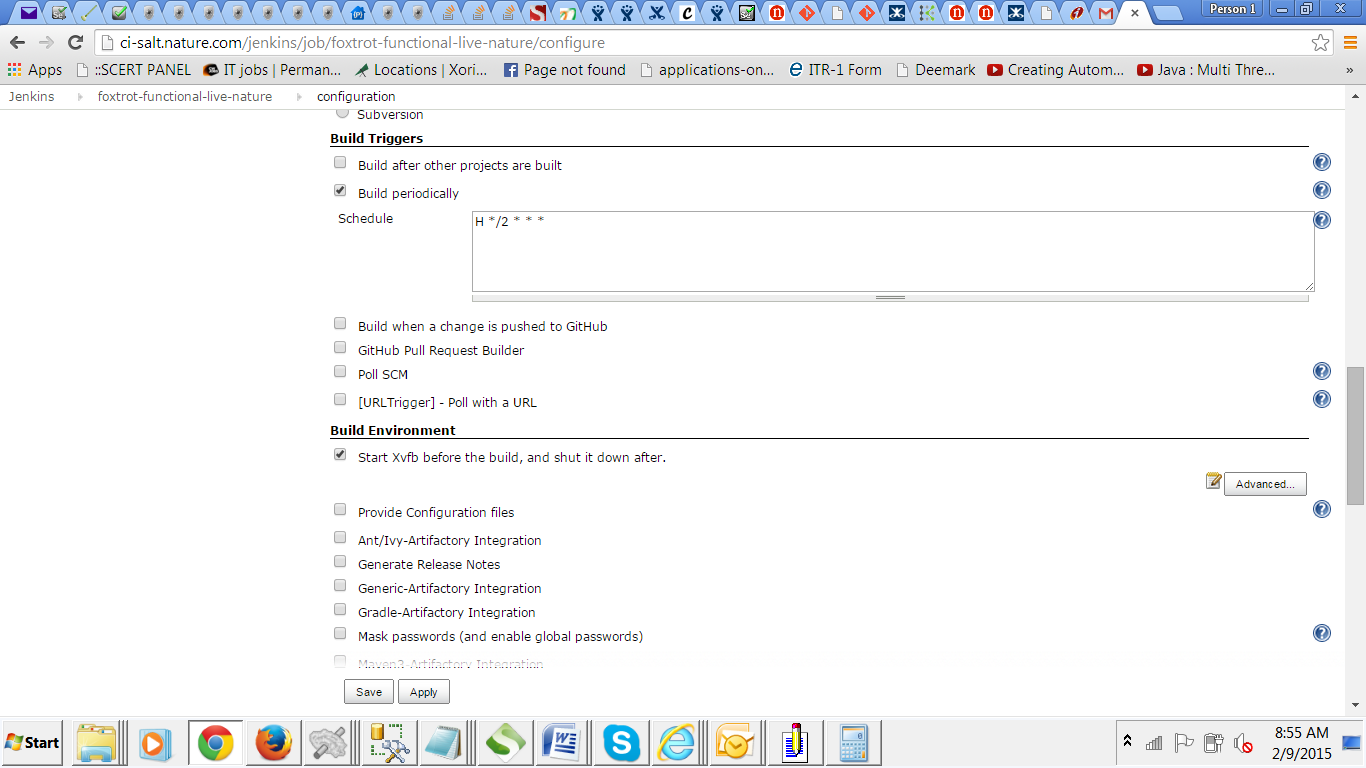 Person 1
ci-salt.nature.com/jenkins/job/foxtrot-functional-live-nature/configure
Apps ::SCERT PANEL IT jobs | Perman... Locations | Xori... Page not found applications-on... ITR-1 Form Deemark Creating Autom... Java : Multi Thre... »
Jenkins foxtrot-functional-live-nature configuration
Subversion
Build Triggers
Build after other projects are built
Build periodically
Schedule H */2 * * *
Build when a change is pushed to GitHub
GitHub Pull Request Builder
Poll SCM
[URLTrigger] - Poll with a URL
Build Environment
Start Xvfb before the build, and shut it down after.
Advanced...
Provide Configuration files
Ant/Ivy-Artifactory Integration
Generate Release Notes
Generic-Artifactory Integration
Gradle-Artifactory Integration
Mask passwords (and enable global passwords)
Maven3-Artifactory Integration
Save Apply
Start 8:55 AM
2/9/2015